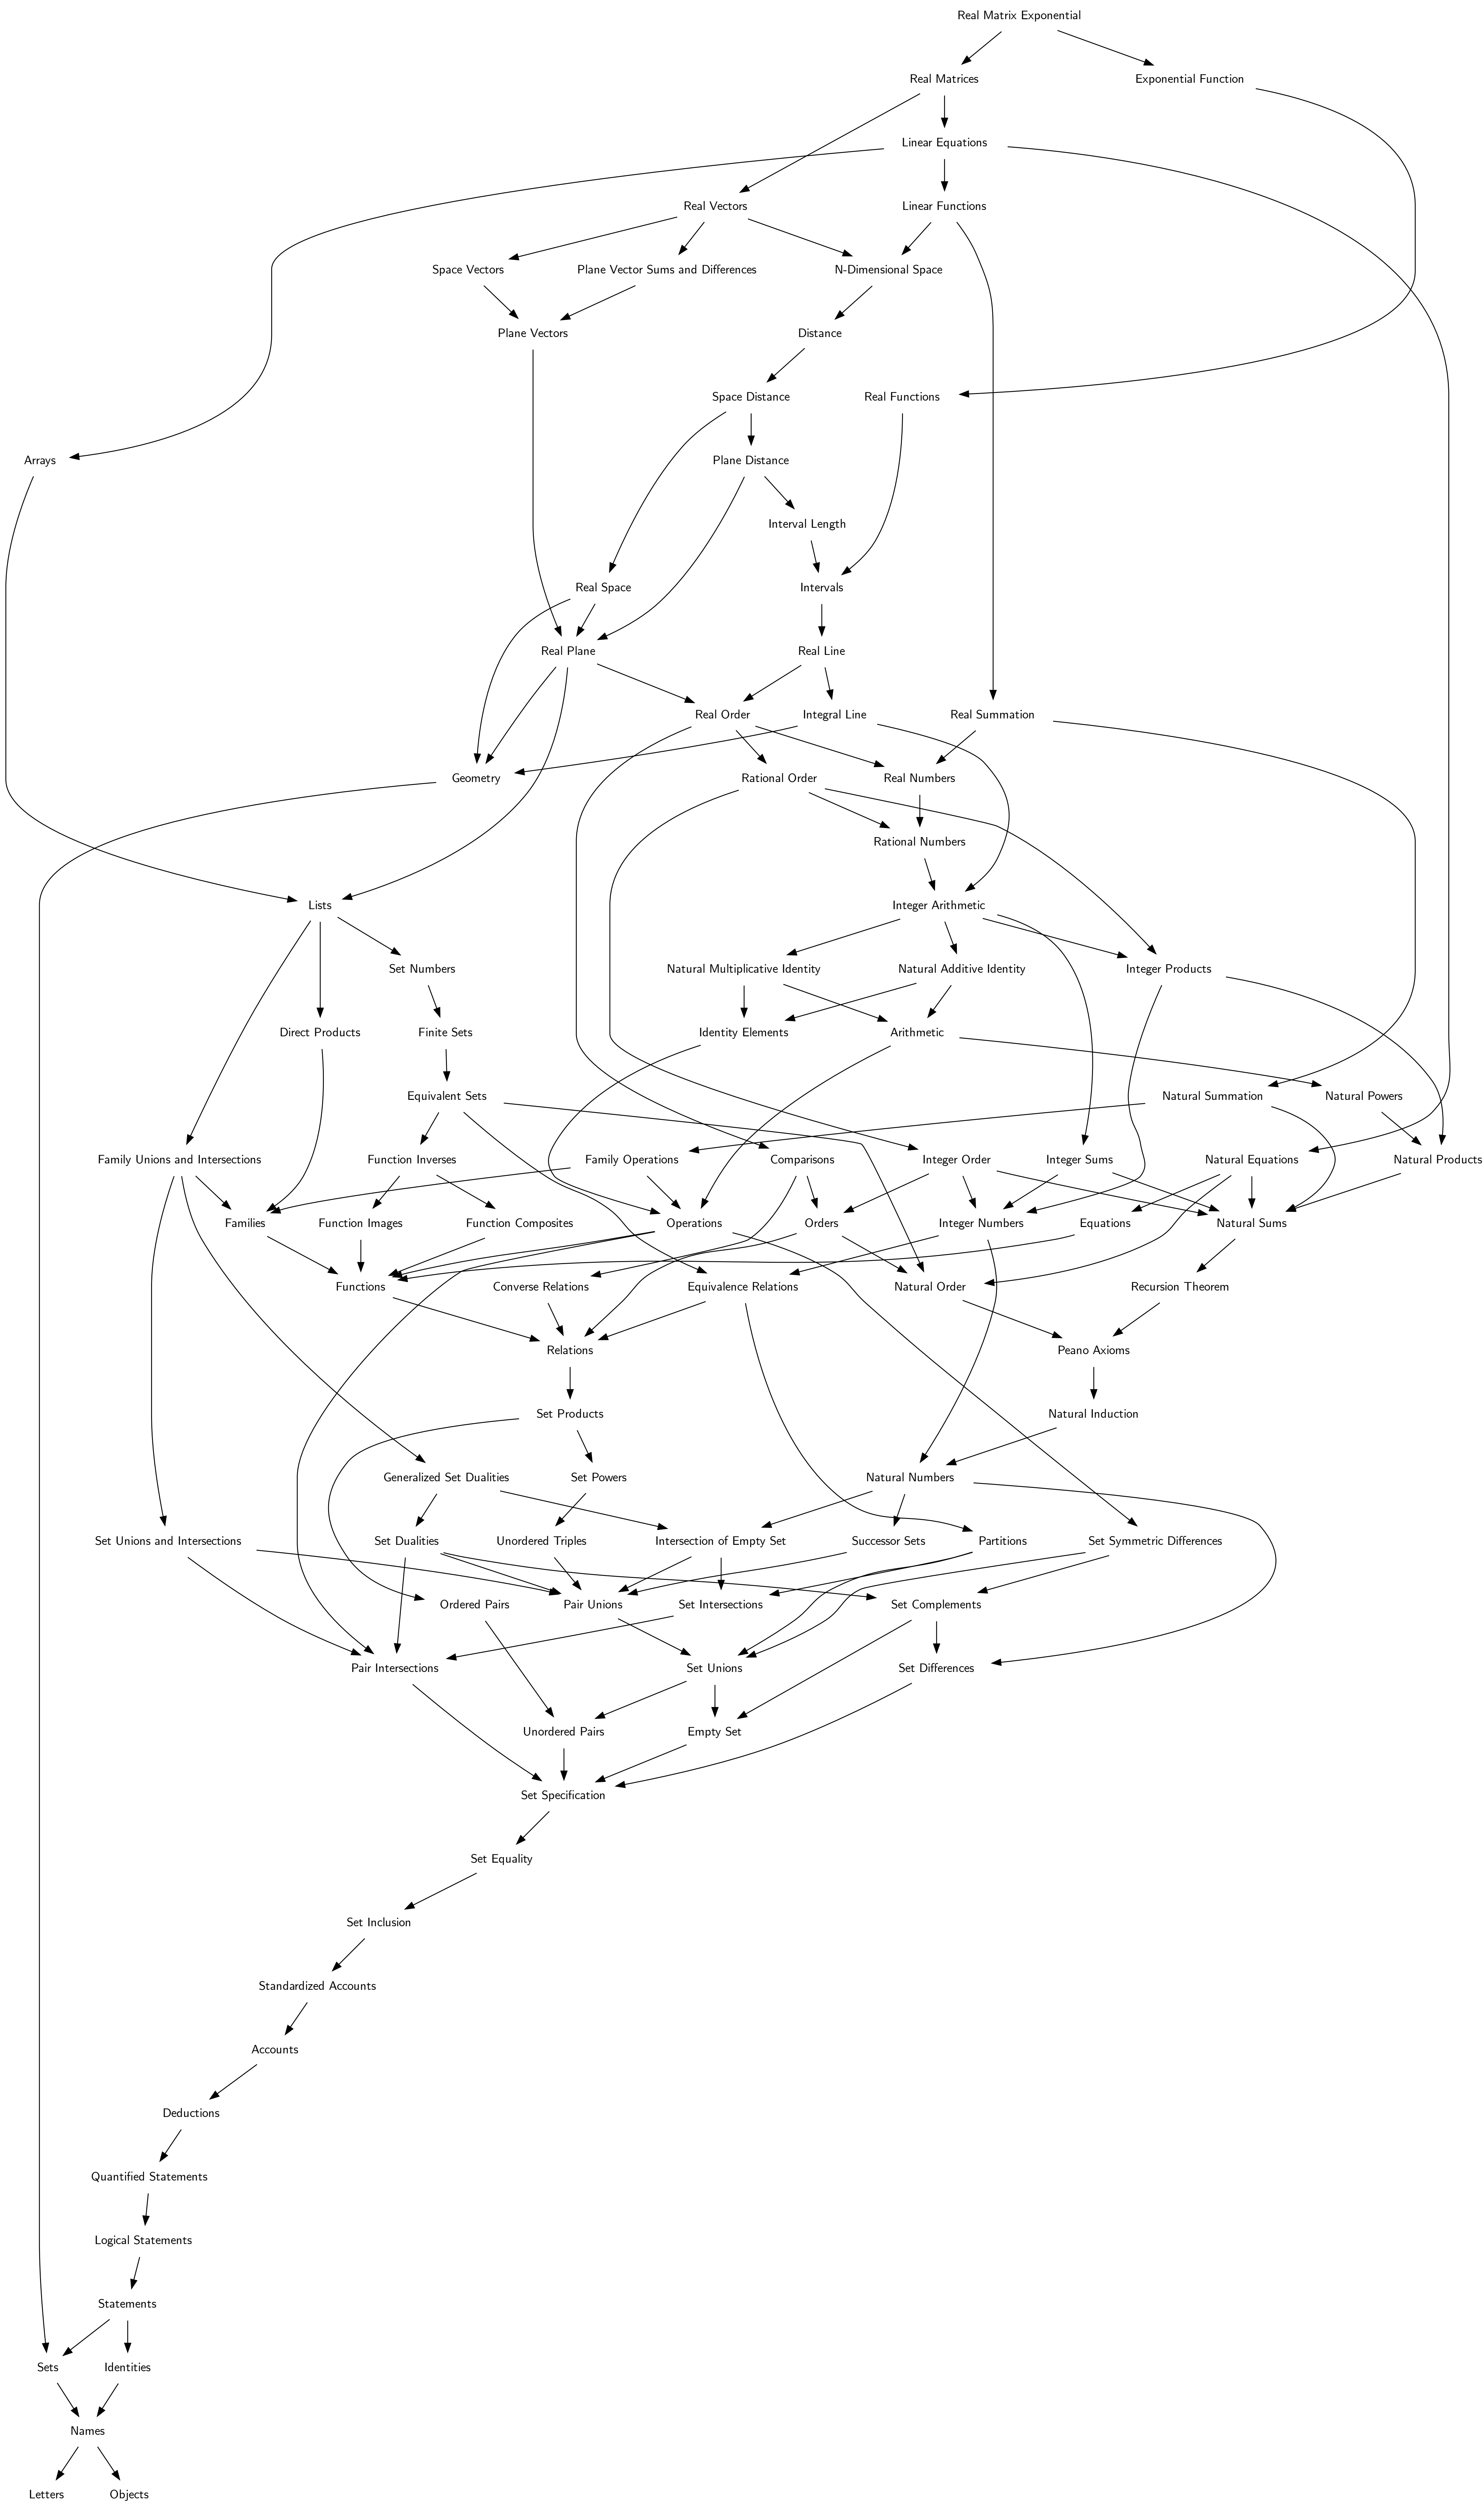 Real Matrix Exponential
Real Matrices
Exponential Function
Linear Equations
Real Vectors
Linear Functions
Space Vectors
Plane Vector Sums and Differences
N-Dimensional Space
Plane Vectors
Distance
Space Distance
Real Functions
Arrays
Plane Distance
Interval Length
Real Space
Intervals
Real Plane
Real Line
Real Order
Integral Line
Real Summation
Geometry
Rational Order
Real Numbers
Rational Numbers
Lists
Integer Arithmetic
Set Numbers
Natural Multiplicative Identity
Natural Additive Identity
Integer Products
Direct Products
Finite Sets
Identity Elements
Arithmetic
Equivalent Sets
Natural Summation
Natural Powers
Family Unions and Intersections
Function Inverses
Family Operations
Comparisons
Integer Order
Integer Sums
Natural Equations
Natural Products
Families
Function Images
Function Composites
Operations
Orders
Integer Numbers
Equations
Natural Sums
Functions
Converse Relations
Equivalence Relations
Natural Order
Recursion Theorem
Relations
Peano Axioms
Set Products
Natural Induction
Generalized Set Dualities
Set Powers
Natural Numbers
Set Unions and Intersections
Set Dualities
Unordered Triples
Intersection of Empty Set
Successor Sets
Partitions
Set Symmetric Differences
Ordered Pairs
Pair Unions
Set Intersections
Set Complements
Pair Intersections
Set Unions
Set Differences
Unordered Pairs
Empty Set
Set Specification
Set Equality
Set Inclusion
Standardized Accounts
Accounts
Deductions
Quantified Statements
Logical Statements
Statements
Sets
Identities
Names
Letters
Objects